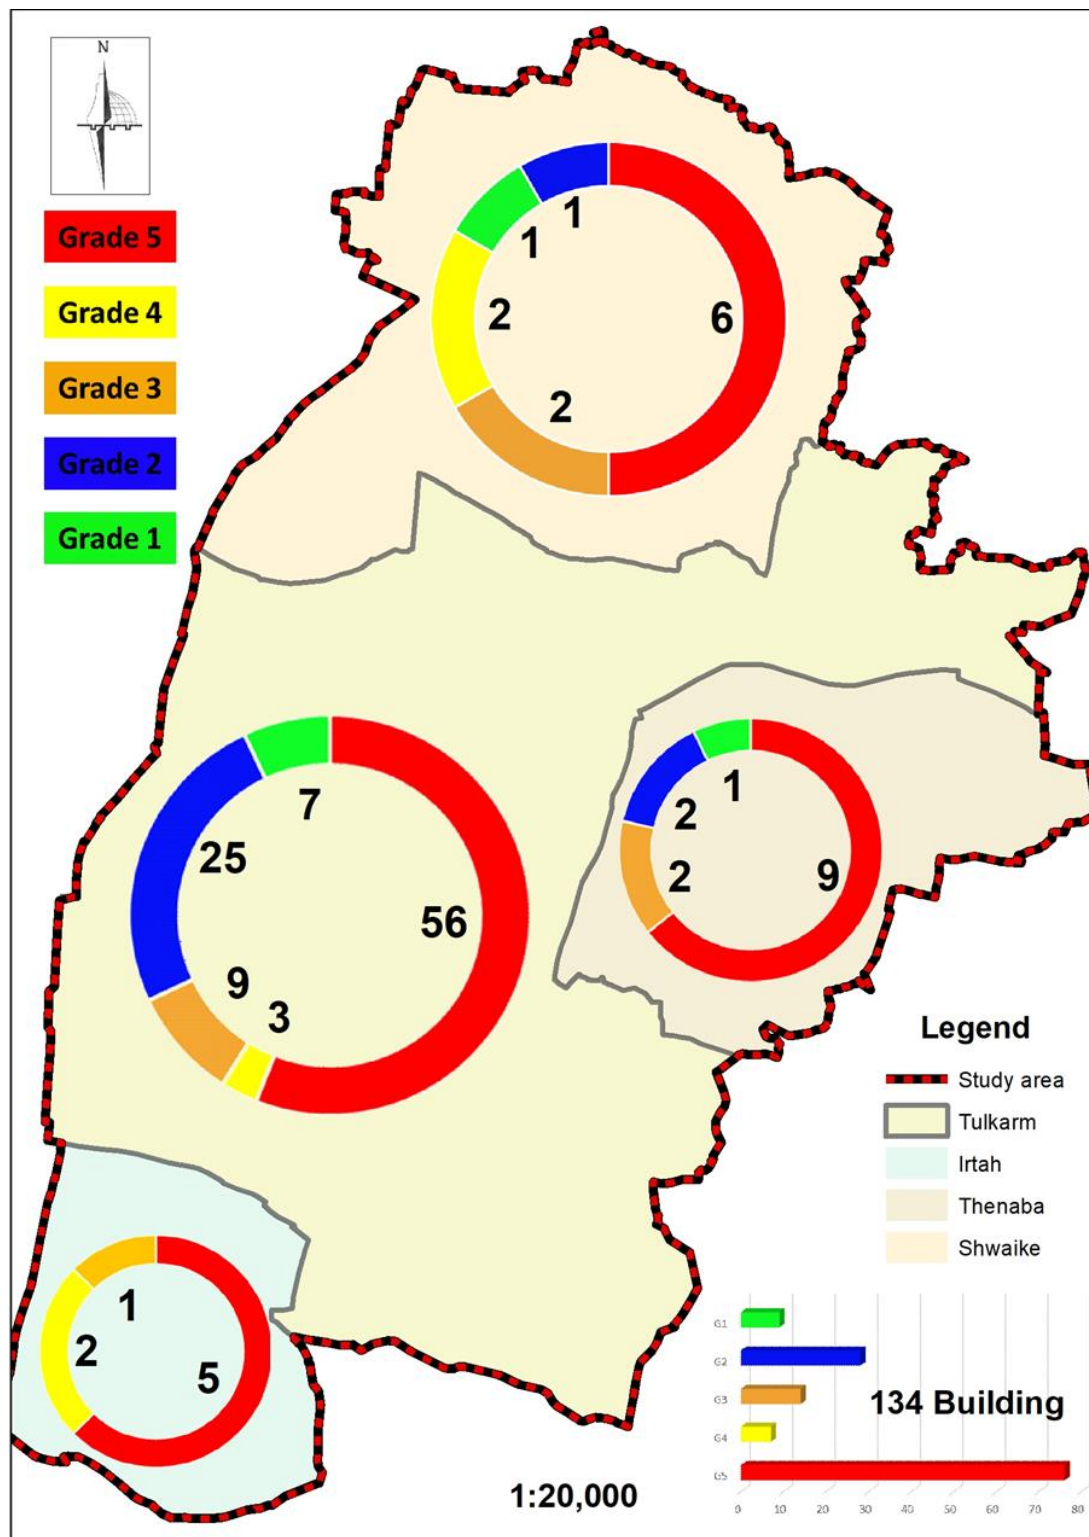 N
Grade 5
Grade 4
Grade 3
Grade 2
Grade 1
1
1
2
6
2
7
25
56
9
3
1
2
2
9
1
2
5
Legend
Study area
Tulkarm
Irtah
Thenaba
Shwaike
G1
G2
G3
134 Building
G4
G5
0 10 20 30 40 50 60 70 80
1:20,000